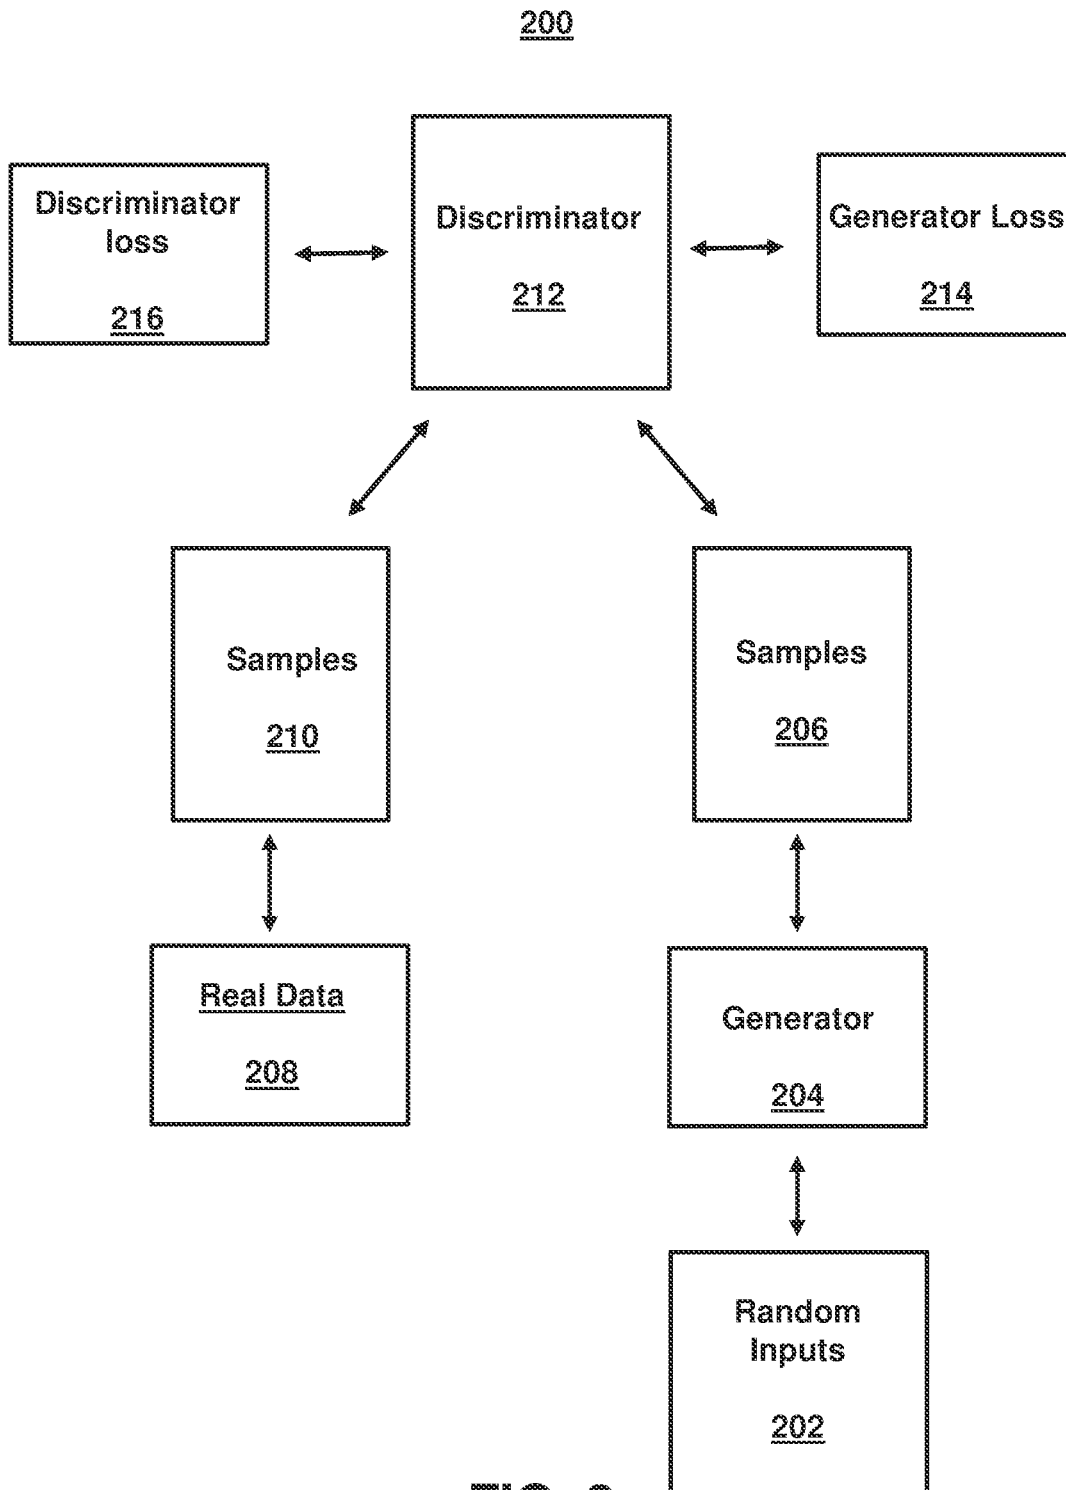 200
Discriminator
loss
216
Discriminator
212
Generator Loss
214
Samples
210
Samples
206
Real Data
208
Generator
204
Random
Inputs
202